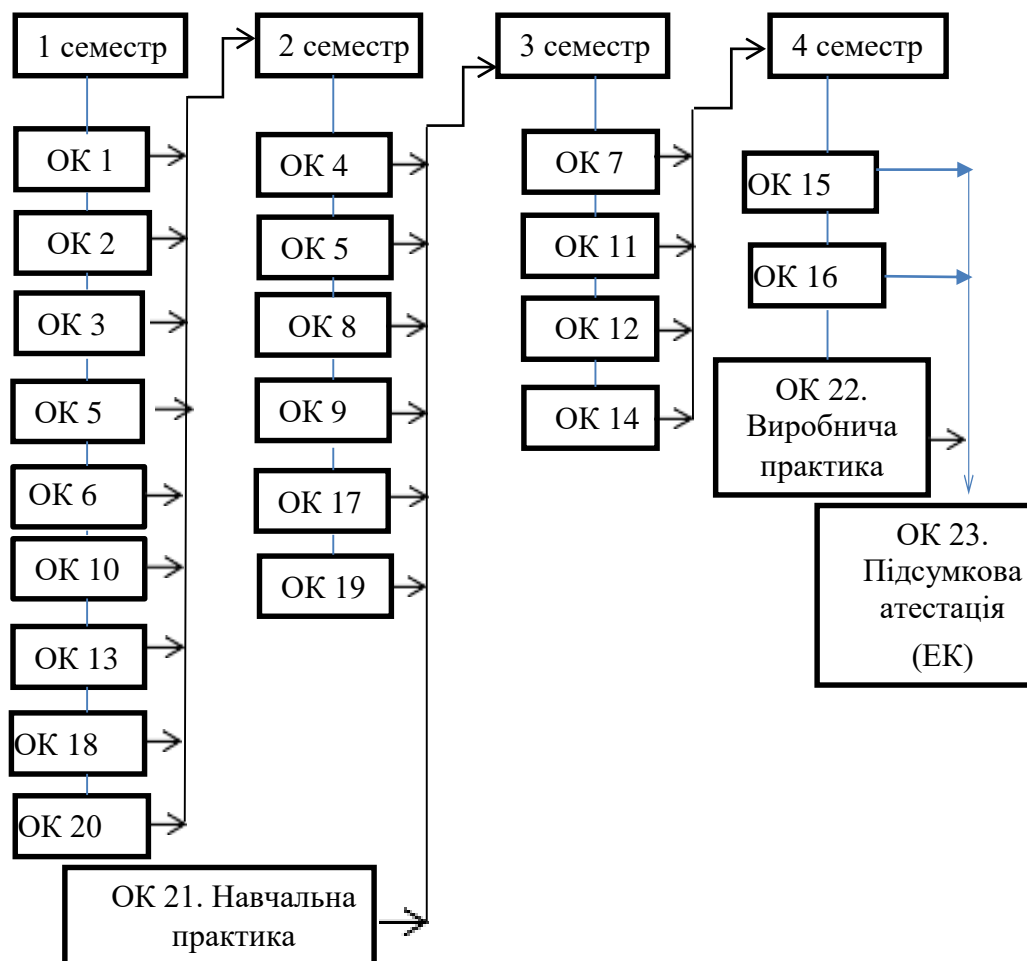 1 семестр
ОК 1
ОК 2
ОК 3
ОК 5
ОК 6
ОК 10
ОК 13
ОК 18
ОК 20
ОК 21. Навчальна
практика
2 семестр
ОК 4
ОК 5
ОК 8
ОК 9
ОК 17
ОК 19
3 семестр
ОК 7
ОК 11
ОК 12
ОК 14
4 семестр
ОК 15
ОК 16
ОК 22.
Виробнича
практика
ОК 23.
Підсумкова
атестація
(ЕК)